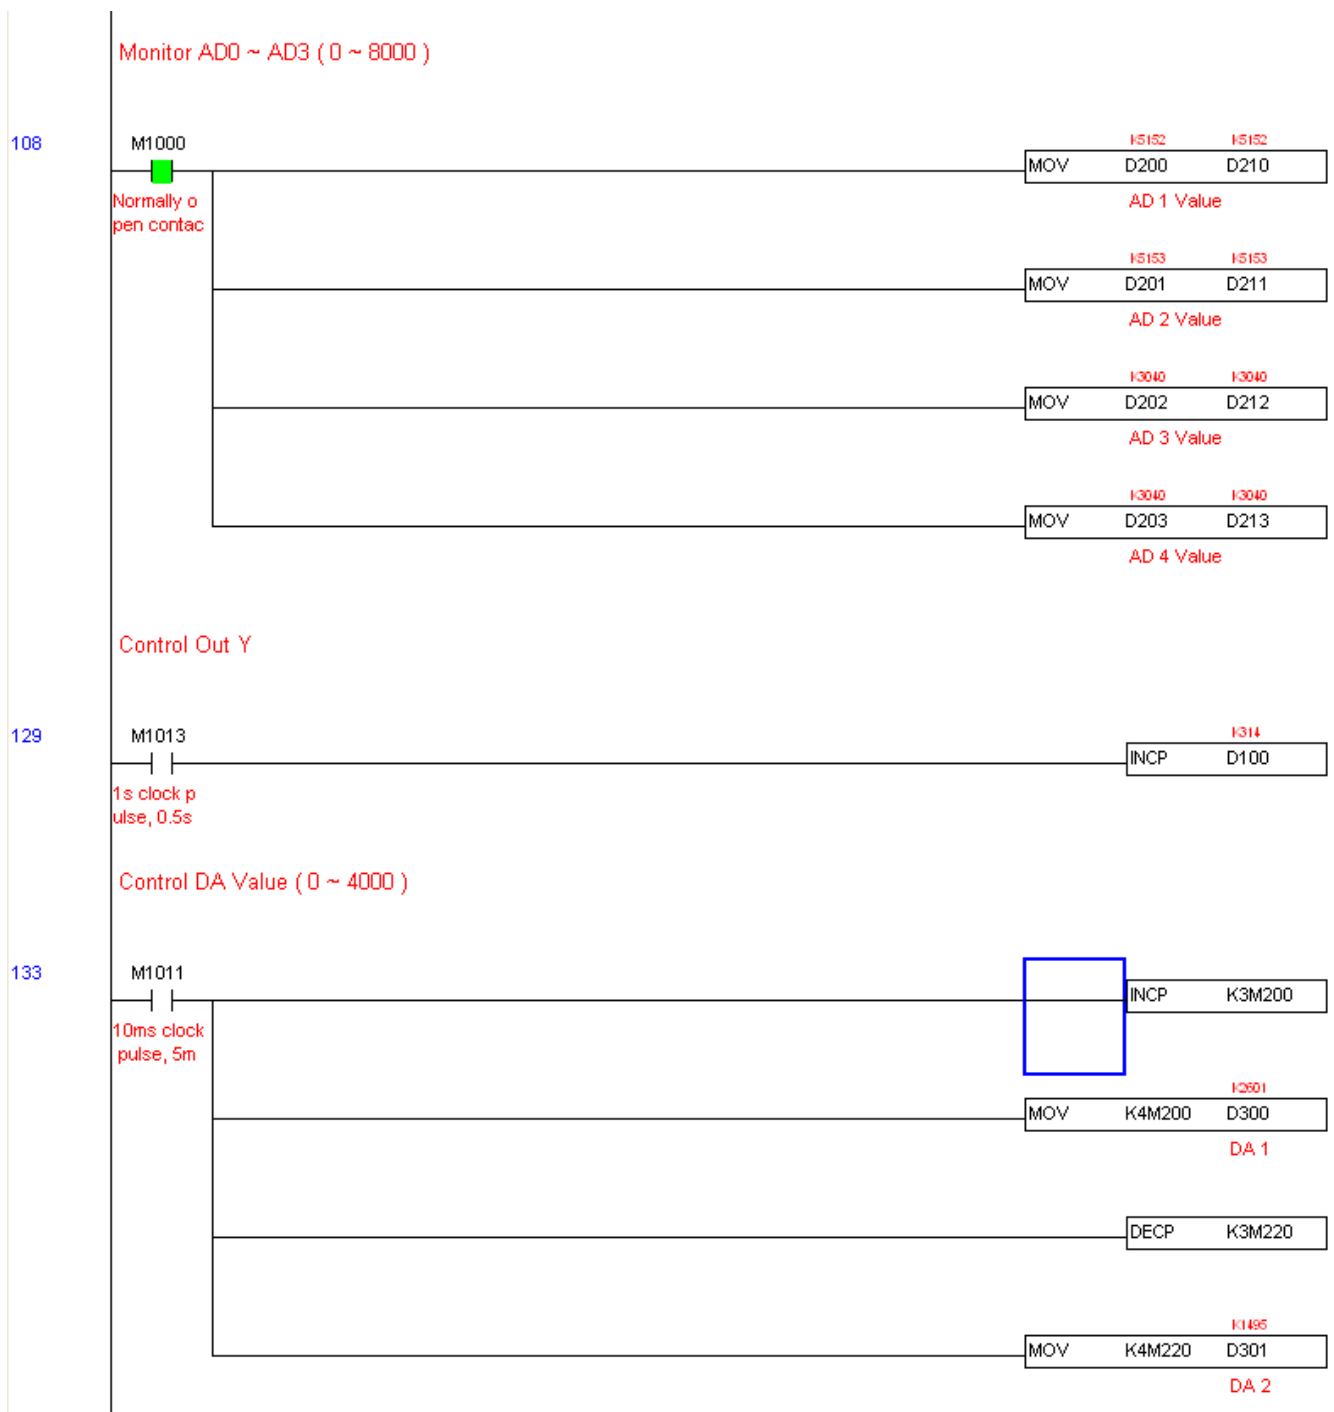 Monitor AD0 ~ AD3 ( 0 ~ 8000 )
108
M1000
K5152 K5152
MOV D200 D210
Normally o
pen contac
AD 1 Value
K5153 K5153
MOV D201 D211
AD 2 Value
K3040 K3040
MOV D202 D212
AD 3 Value
K3040 K3040
MOV D203 D213
AD 4 Value
Control Out Y
129
M1013
K314
INCP D100
1s clock p
ulse, 0.5s
Control DA Value ( 0 ~ 4000 )
133
M1011
INCP K3M200
10ms clock
pulse, 5m
K2601
MOV K4M200 D300
DA 1
DECP K3M220
K1495
MOV K4M220 D301
DA 2